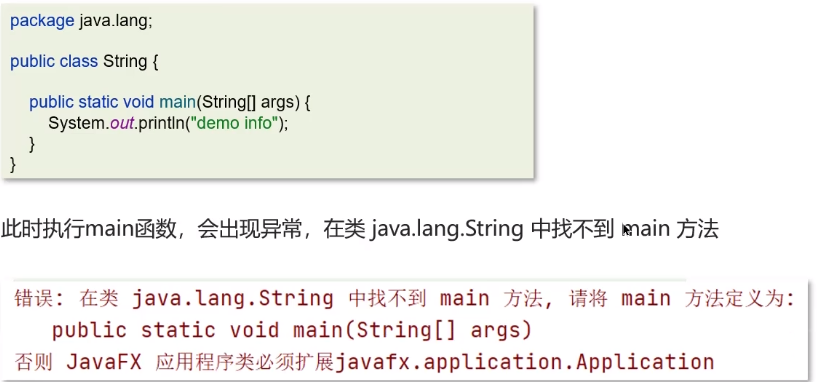 package java.lang;
public class String {
public static void main(String[] args) {
System.out.println("demo info");
}
}
此时执行main函数，会出现异常，在类 java.lang.String 中找不到 main 方法
错误: 在类 java.lang.String 中找不到 main 方法, 请将 main 方法定义为:
public static void main(String[] args)
否则 JavaFX 应用程序类必须扩展javafx.application.Application